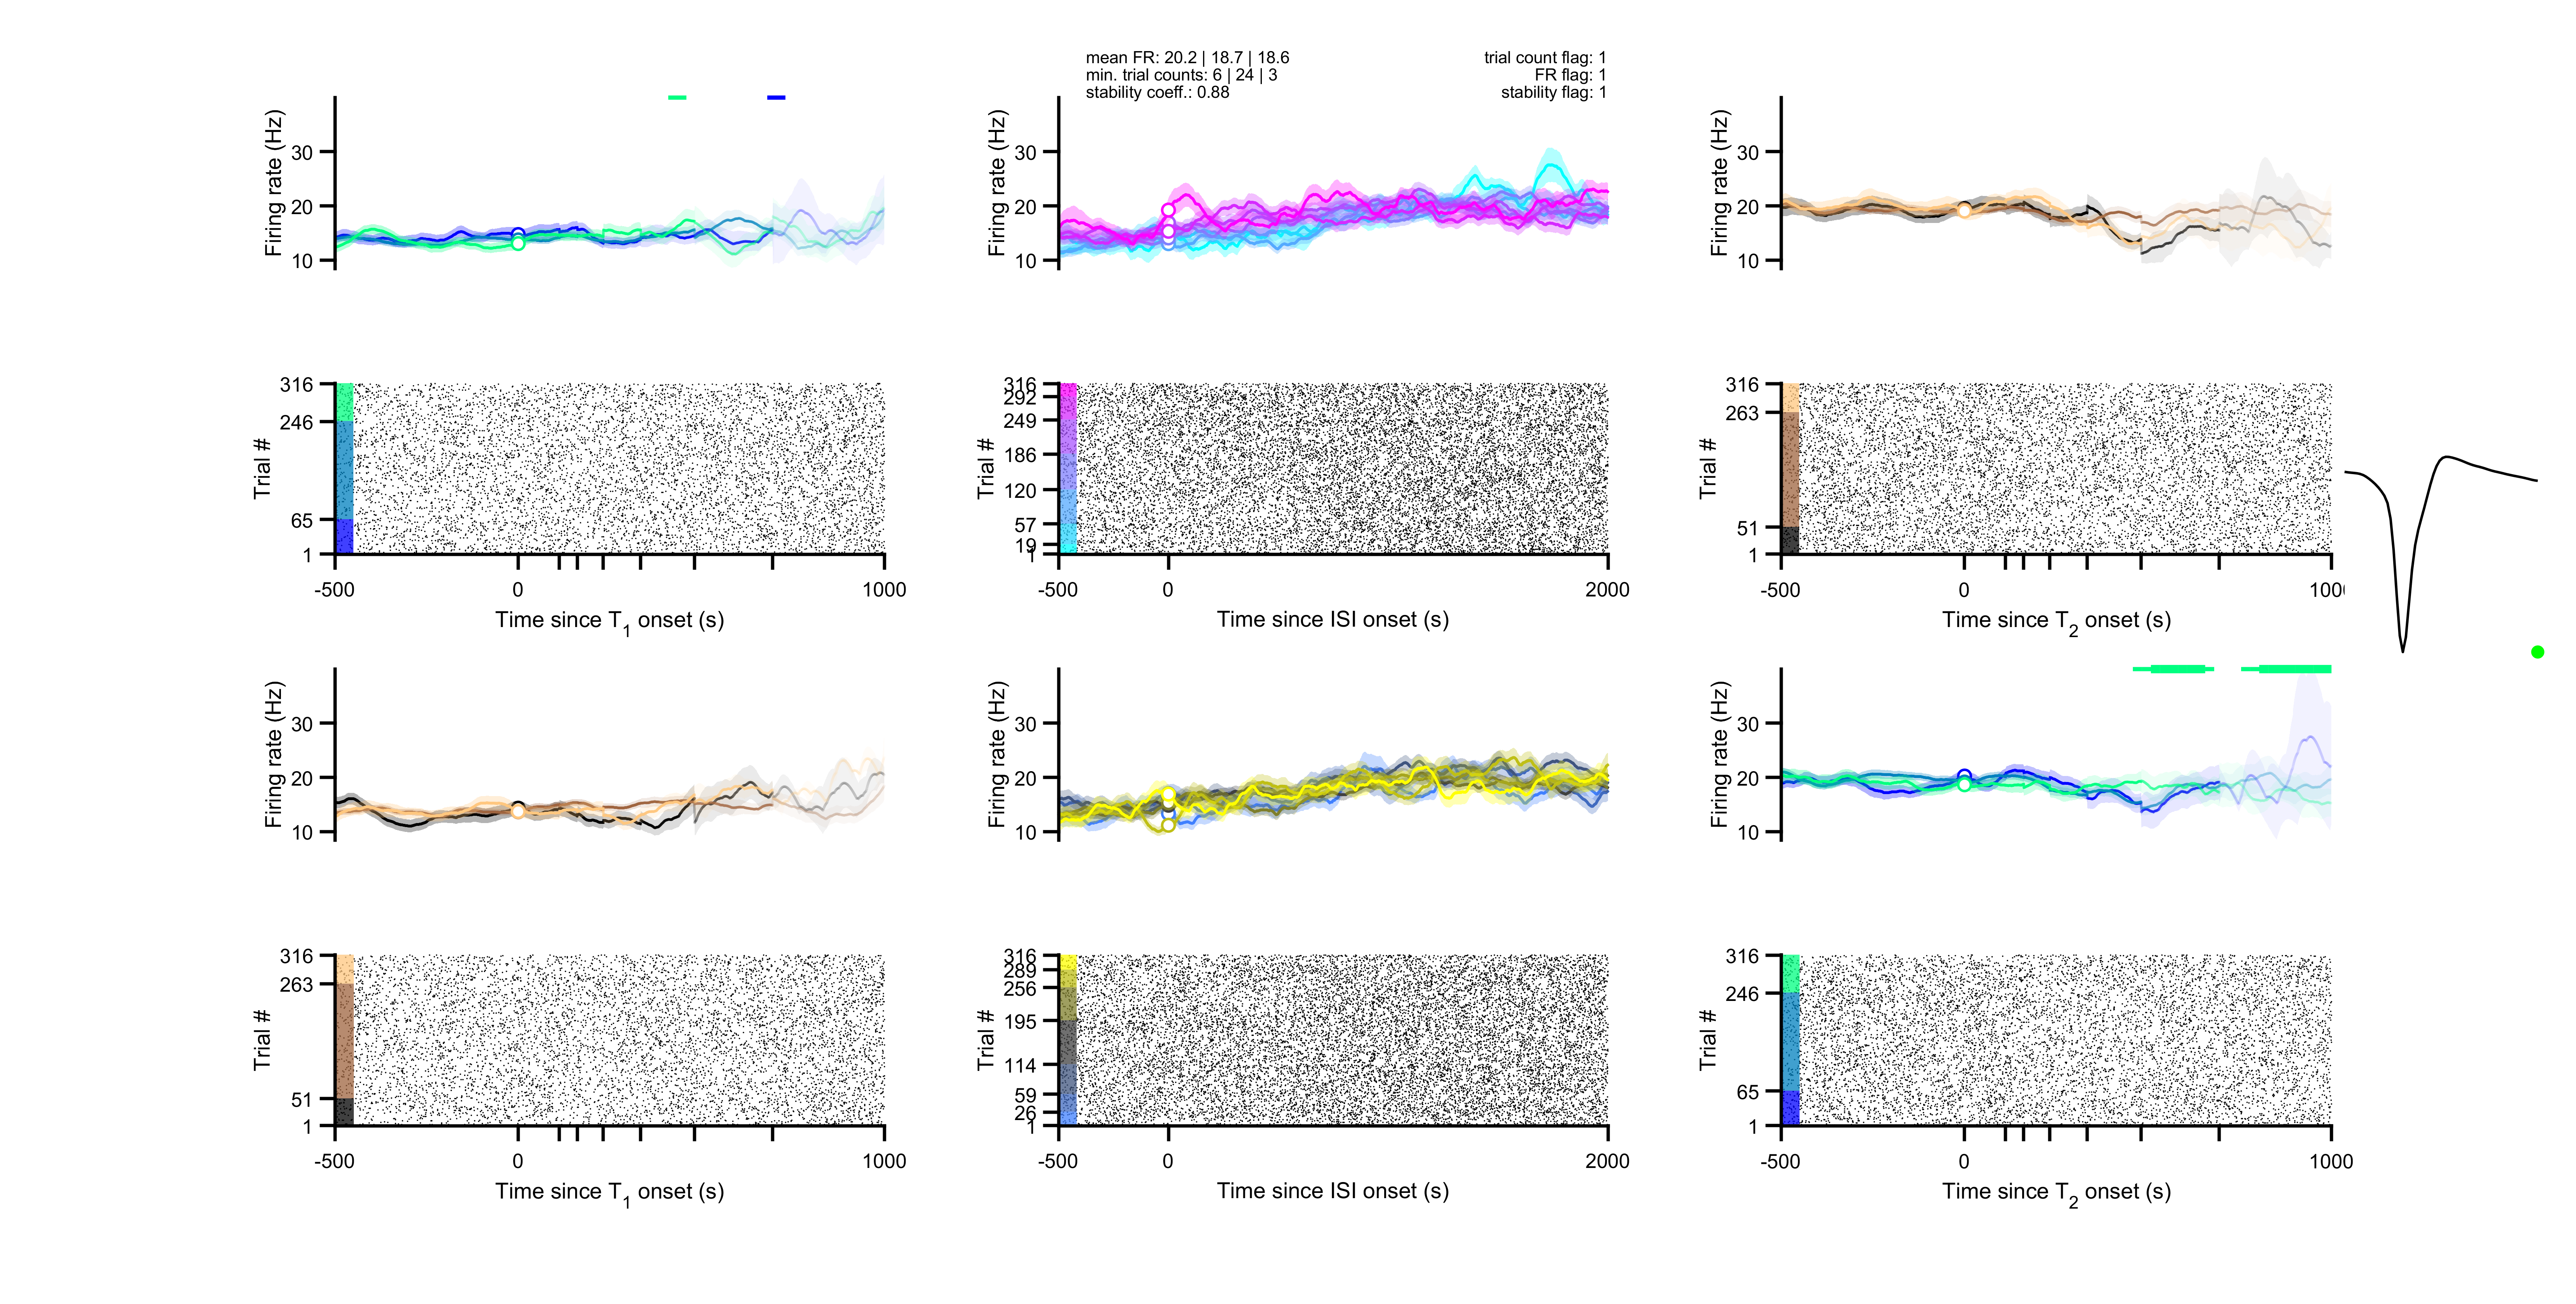 mean FR: 20.2 | 18.7 | 18.6
min. trial counts: 6 | 24 | 3
stability coeff.: 0.88
trial count flag: 1
FR flag: 1
stability flag: 1
Firing rate (Hz)
30
20
10
Firing rate (Hz)
30
20
10
Firing rate (Hz)
30
20
10
Trial #
316
246
65
1
-500
0
1000
Time since T1 onset (s)
Trial #
316
292
249
186
120
57
19
1
-500
0
2000
Time since ISI onset (s)
Trial #
316
263
51
1
-500
0
1000
Time since T2 onset (s)
Firing rate (Hz)
30
20
10
Firing rate (Hz)
30
20
10
Firing rate (Hz)
30
20
10
Trial #
316
263
51
1
-500
0
1000
Time since T1 onset (s)
Trial #
316
289
256
195
114
59
26
1
-500
0
2000
Time since ISI onset (s)
Trial #
316
246
65
1
-500
0
1000
Time since T2 onset (s)